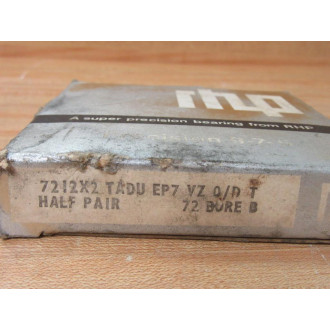 rhp
A super precision bearing from RHP
7212X2 TADU EP7 VZ O/D T
HALF PAIR 72 BORE B